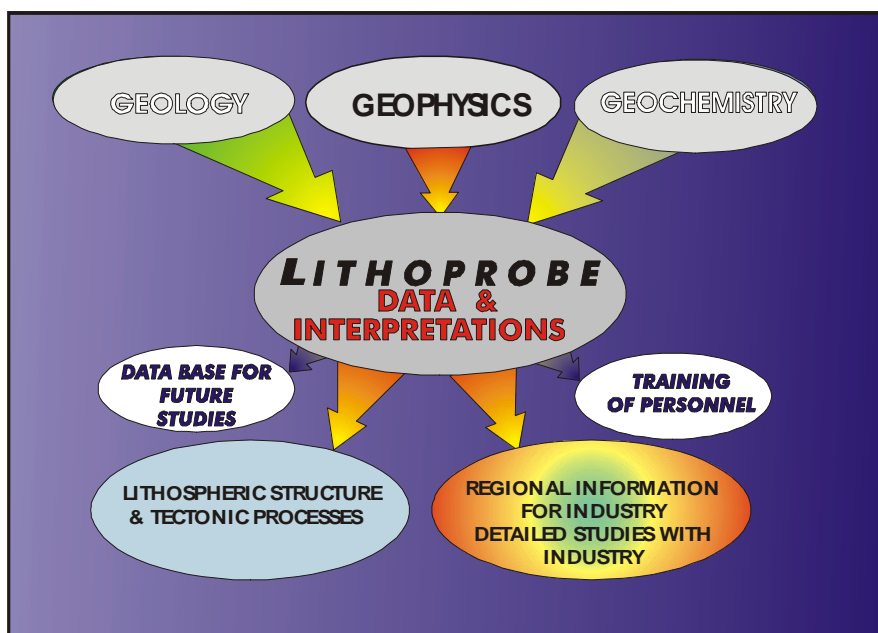 GEOLOGY
GEOPHYSICS
GEOCHEMISTRY
LITHOPROBE
DATA &
INTERPRETATIONS
DATA BASE FOR
FUTURE
STUDIES
TRAINING
OF PERSONNEL
LITHOSPHERIC STRUCTURE
& TECTONIC PROCESSES
REGIONAL INFORMATION
FOR INDUSTRY
DETAILED STUDIES WITH
INDUSTRY